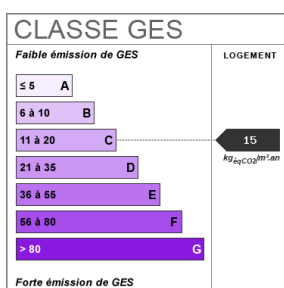 CLASSE GES
Faible émission de GES
LOGEMENT
≤ 5 A
6 à 10 B
11 à 20 C
15
kgéqCO2/m².an
21 à 35 D
36 à 55 E
56 à 80 F
> 80 G
Forte émission de GES